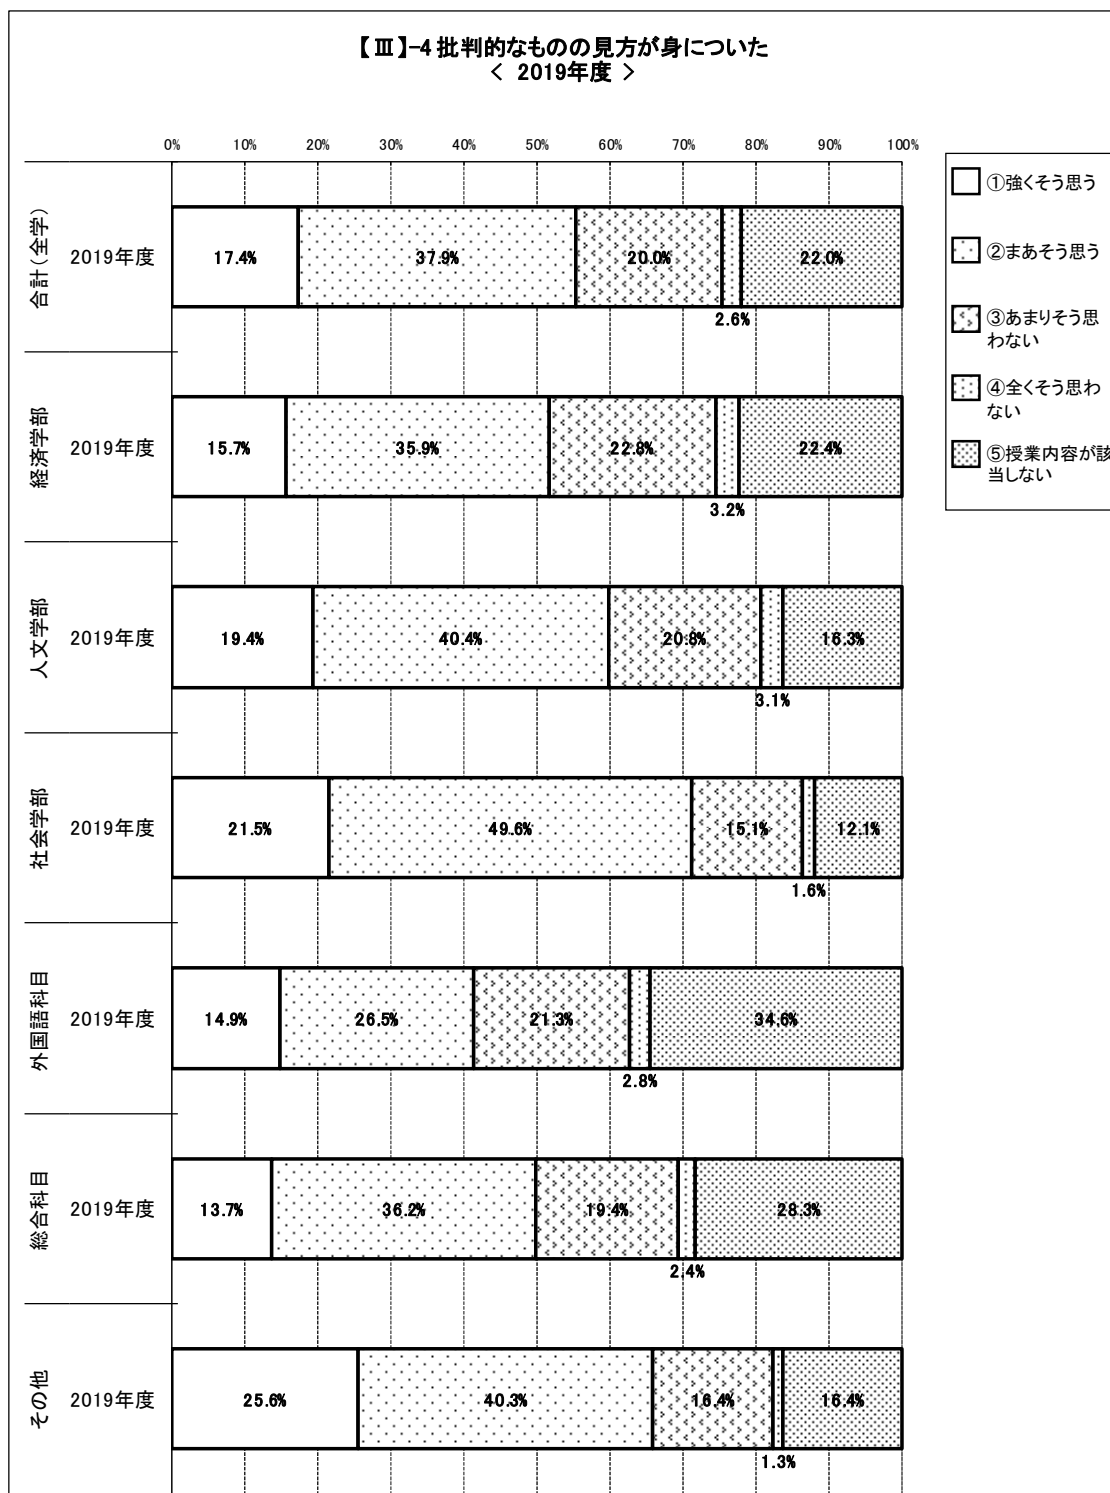 【Ⅲ】-4 批判的なものの見方が身についた
< 2019年度 >
0% 10% 20% 30% 40% 50% 60% 70% 80% 90% 100%
合計(全学)
2019年度
17.4% 37.9% 20.0% 22.0%
2.6%
経済学部
2019年度
15.7% 35.9% 22.8% 22.4%
3.2%
人文学部
2019年度
19.4% 40.4% 20.8% 16.3%
3.1%
社会学部
2019年度
21.5% 49.6% 15.1% 12.1%
1.6%
外国語科目
2019年度
14.9% 26.5% 21.3% 34.6%
2.8%
総合科目
2019年度
13.7% 36.2% 19.4% 28.3%
2.4%
その他
2019年度
25.6% 40.3% 16.4% 16.4%
1.3%
①強くそう思う
②まあそう思う
③あまりそう思
わない
④全くそう思わ
ない
⑤授業内容が該
当しない